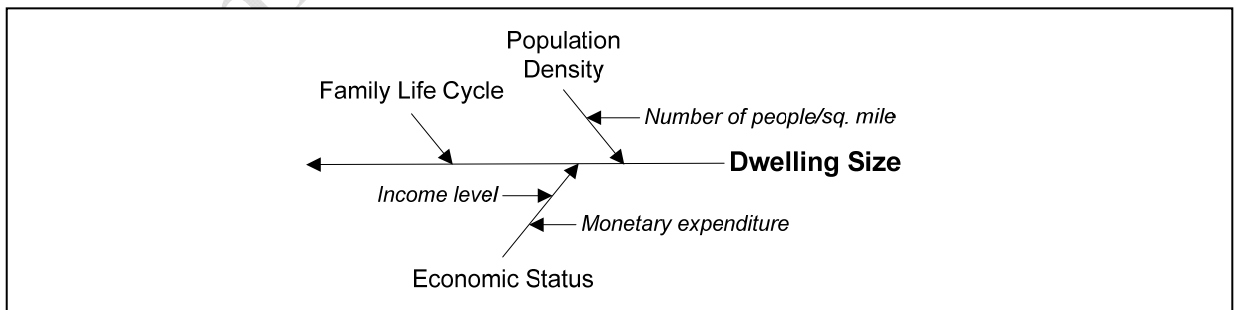 Population
Density
Family Life Cycle
Number of people/sq. mile
Dwelling Size
Income level
Monetary expenditure
Economic Status